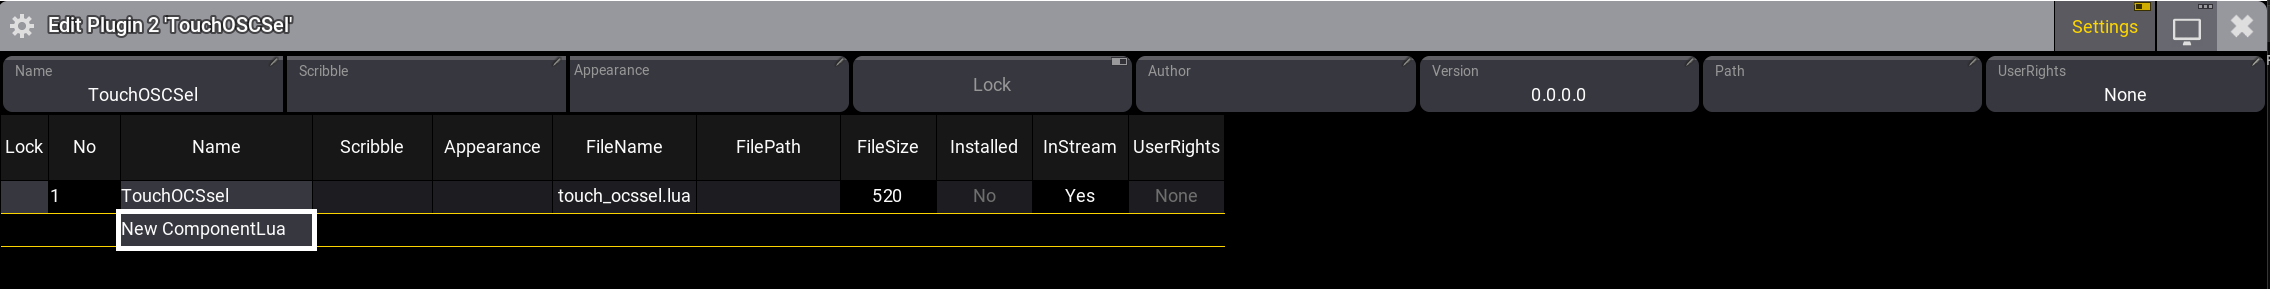 Edit Plugin 2 'TouchOSCSel'
Settings
Name
TouchOSCSel
Scribble
Appearance
Lock
Author
Version
0.0.0.0
Path
UserRights
None
Lock No Name Scribble Appearance FileName FilePath FileSize Installed InStream UserRights
1 TouchOCSsel touch_ocssel.lua 520 No Yes None
New ComponentLua